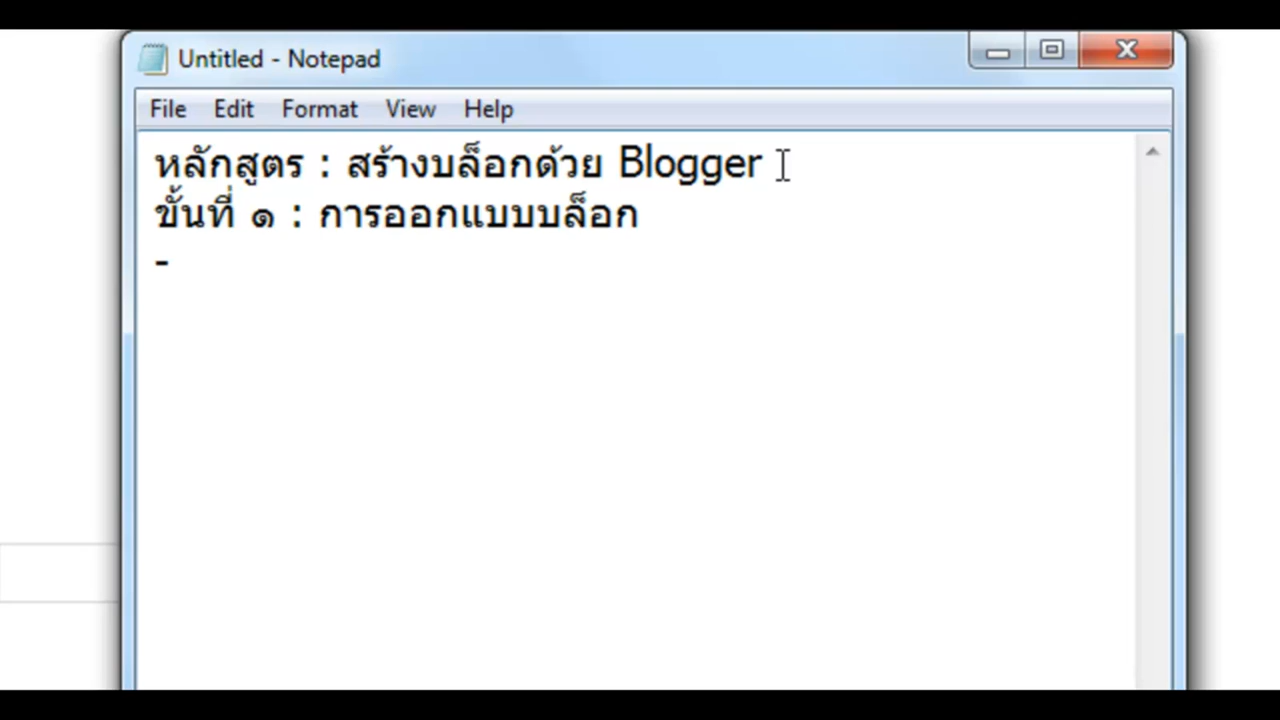 Untitled - Notepad
File Edit Format View Help
หลักสูตร : สร้างบล็อกด้วย Blogger
ขั้นที่ ๑ : การออกแบบบล็อก
-